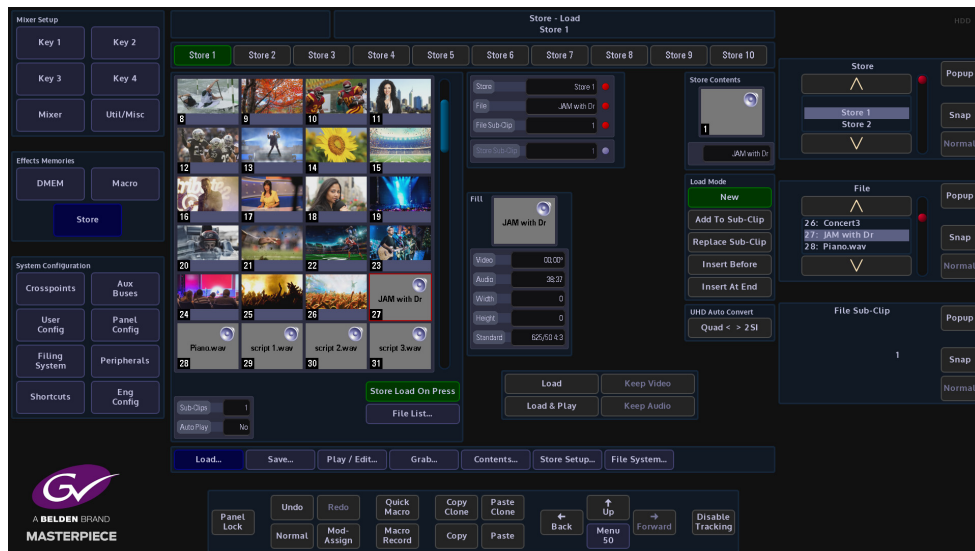 Mixer Setup
Key 1
Key 2
Key 3
Key 4
Mixer
Util/Misc
Effects Memories
DMEM
Macro
Store
System Configuration
Crosspoints
Aux
Buses
User
Config
Panel
Config
Filing
System
Peripherals
Shortcuts
Eng
Config
GV
A BELDEN BRAND
MASTERPIECE
Store - Load
Store 1
Store 1
Store 2
Store 3
Store 4
Store 5
Store 6
Store 7
Store 8
Store 9
Store 10
8
9
10
11
12
13
14
15
16
17
18
19
20
21
22
23
24
25
26
JAM with Dr
27
Piano.wav
28
script 1.wav
29
script 2.wav
30
script 3.wav
31
Sub-Clips
1
AutoPlay
No
Store Load On Press
File List...
Store
Store 1
File
JAM with Dr
File Sub-Clip
1
Store Sub-Clip
1
Fill
JAM with Dr
Video
00:00*
Audio
38:37
Width
0
Height
0
Standard
625/50 4:3
Store Contents
1
JAM with Dr
Load Mode
New
Add To Sub-Clip
Replace Sub-Clip
Insert Before
Insert At End
UHD Auto Convert
Quad < > 2SI
Load
Keep Video
Load & Play
Keep Audio
Load...
Save...
Play / Edit...
Grab...
Contents...
Store Setup...
File System...
Panel
Lock
Undo
Redo
Normal
Mod-
Assign
Quick
Macro
Macro
Record
Copy
Clone
Paste
Clone
Copy
Paste
Back
Up
Menu
50
Forward
Disable
Tracking
HDD
Store
Store 1
Store 2
Popup
Snap
Normal
File
26: Concert3
27: JAM with Dr
28: Piano.wav
Popup
Snap
Normal
File Sub-Clip
1
Popup
Snap
Normal